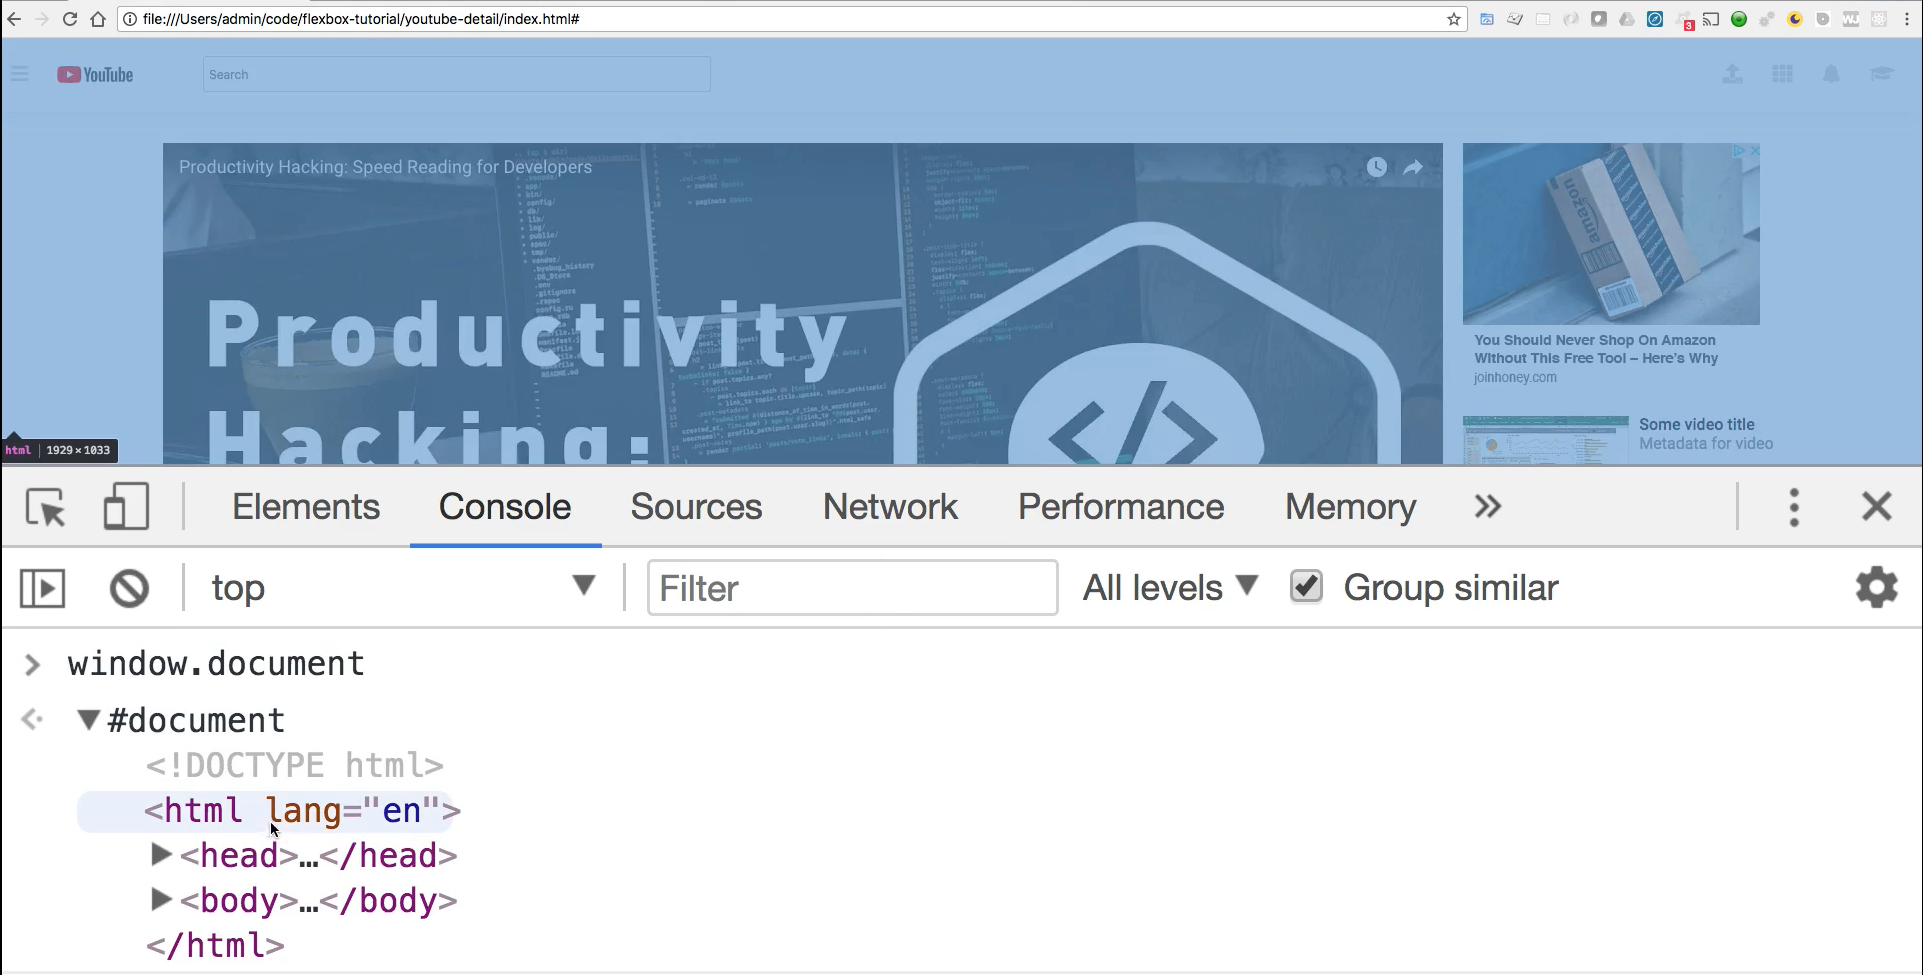 file:///Users/admin/code/flexbox-tutorial/youtube-detail/index.html#
3
YouTube
Search
Productivity Hacking: Speed Reading for Developers
Productivity
Hacking:
amazon
You Should Never Shop On Amazon
Without This Free Tool – Here's Why
joinhoney.com
Some video title
Metadata for video
html 1929 × 1033
Elements Console Sources Network Performance Memory
top Filter All levels Group similar
window.document
#document
<!DOCTYPE html>
<html lang="en">
<head>…</head>
<body>…</body>
</html>